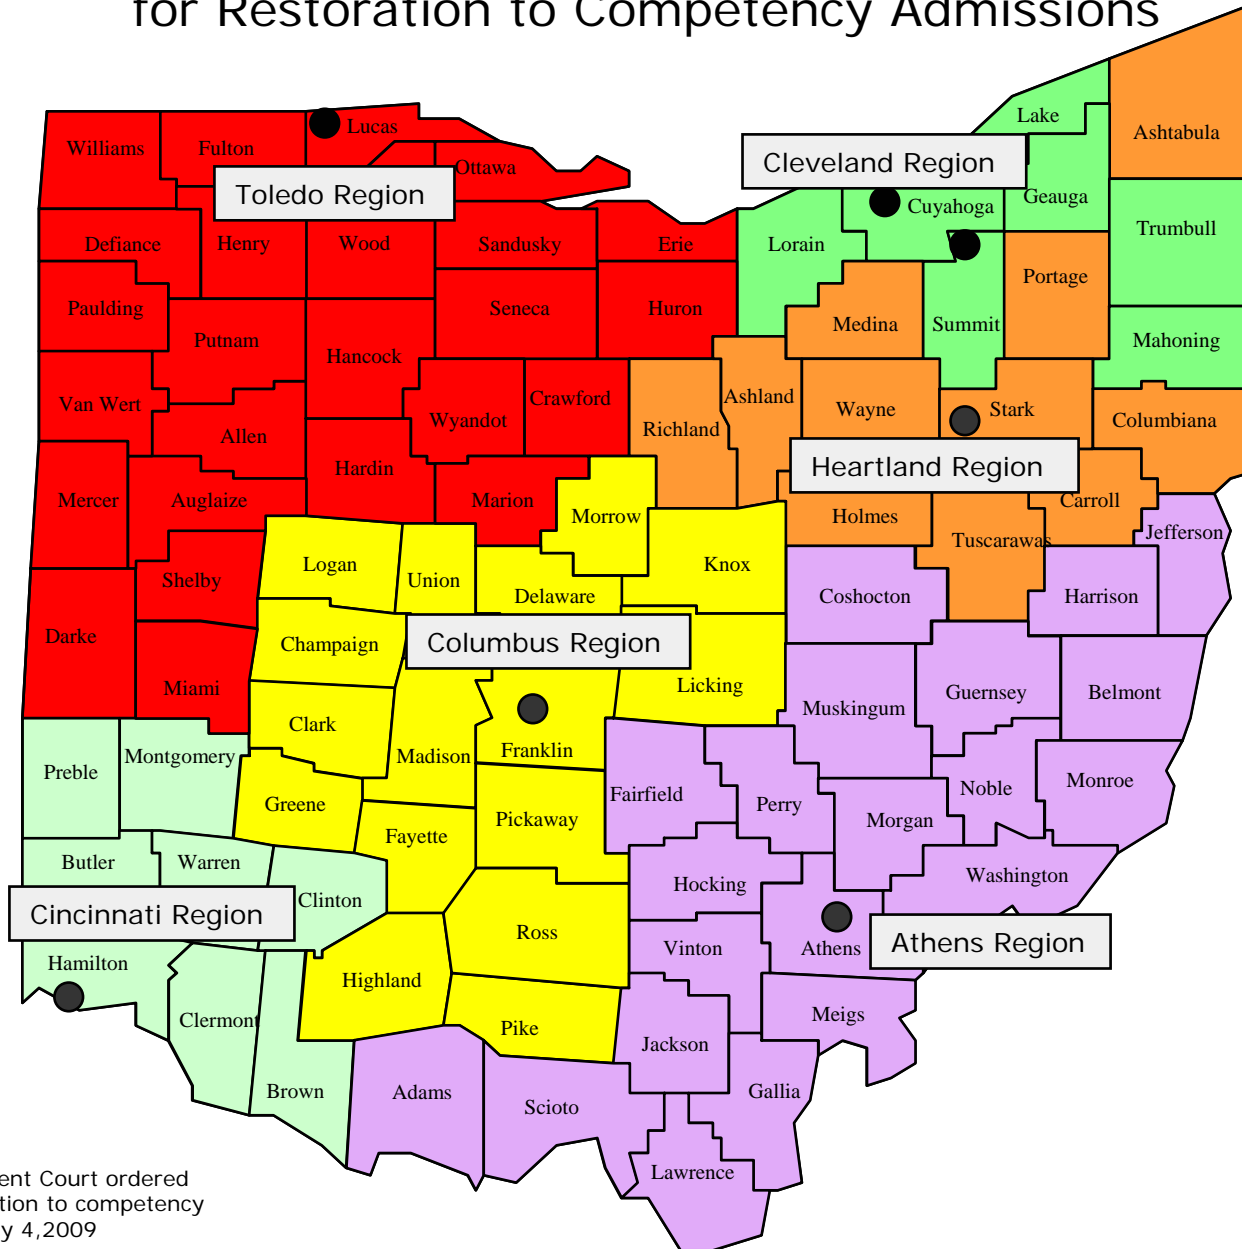 for Restoration to Competency Admissions
Lake
Ashtabula
Lucas
Williams
Fulton
Ottawa
Cleveland Region
Toledo Region
Geauga
Cuyahoga
Trumbull
Defiance
Henry
Wood
Sandusky
Erie
Lorain
Portage
Paulding
Seneca
Huron
Medina
Summit
Putnam
Mahoning
Hancock
Van Wert
Crawford
Ashland
Wayne
Stark
Wyandot
Columbiana
Allen
Richland
Hardin
Heartland Region
Mercer
Auglaize
Marion
Carroll
Morrow
Holmes
Jefferson
Tuscarawas
Logan
Knox
Shelby
Union
Delaware
Coshocton
Harrison
Darke
Champaign
Columbus Region
Miami
Licking
Guernsey
Belmont
Muskingum
Clark
Franklin
Montgomery
Madison
Preble
Monroe
Noble
Fairfield
Greene
Perry
Pickaway
Morgan
Fayette
Butler
Warren
Washington
Hocking
Clinton
Cincinnati Region
Ross
Vinton
Athens
Athens Region
Hamilton
Highland
Meigs
Clermont
Pike
Jackson
Brown
Adams
Gallia
Scioto
Lawrence
ent Court ordered
tion to competency
y 4,2009